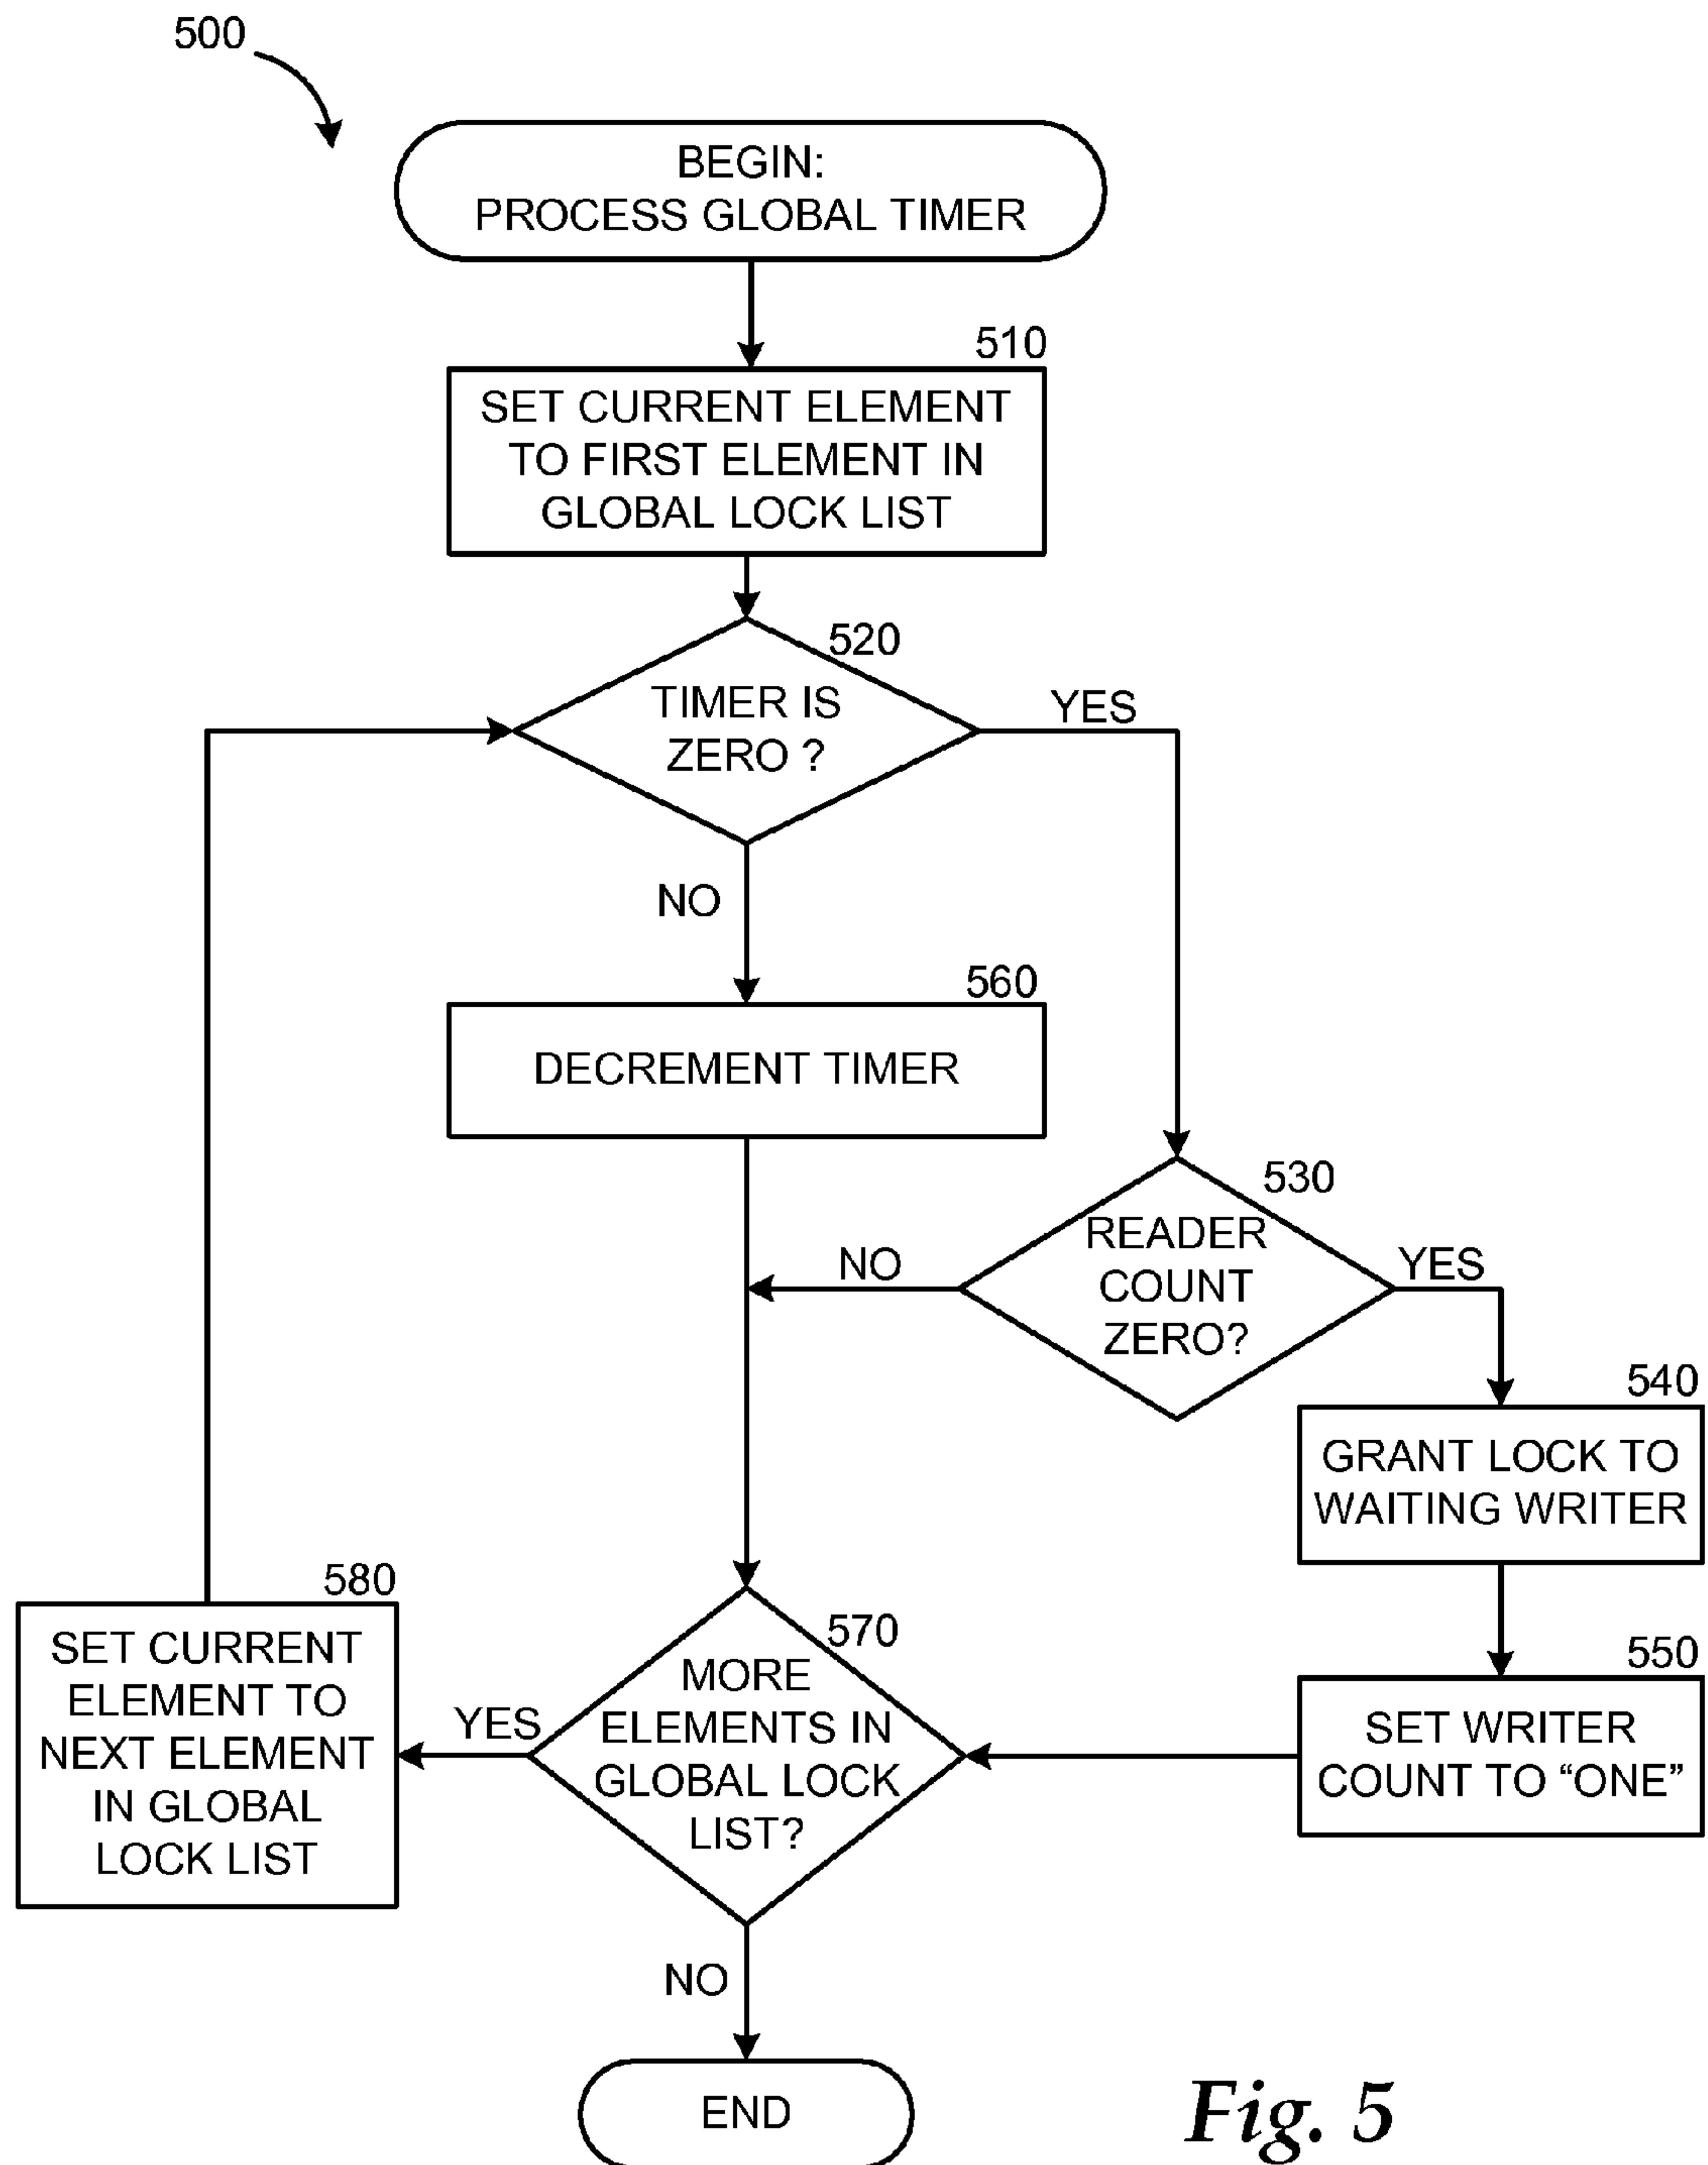 500
BEGIN:
PROCESS GLOBAL TIMER
510
SET CURRENT ELEMENT
TO FIRST ELEMENT IN
GLOBAL LOCK LIST
520
TIMER IS
ZERO ?
YES
NO
560
DECREMENT TIMER
530
READER
COUNT
ZERO?
NO
YES
540
GRANT LOCK TO
WAITING WRITER
550
SET WRITER
COUNT TO “ONE”
570
MORE
ELEMENTS IN
GLOBAL LOCK
LIST?
YES
580
SET CURRENT
ELEMENT TO
NEXT ELEMENT
IN GLOBAL
LOCK LIST
NO
END
Fig. 5